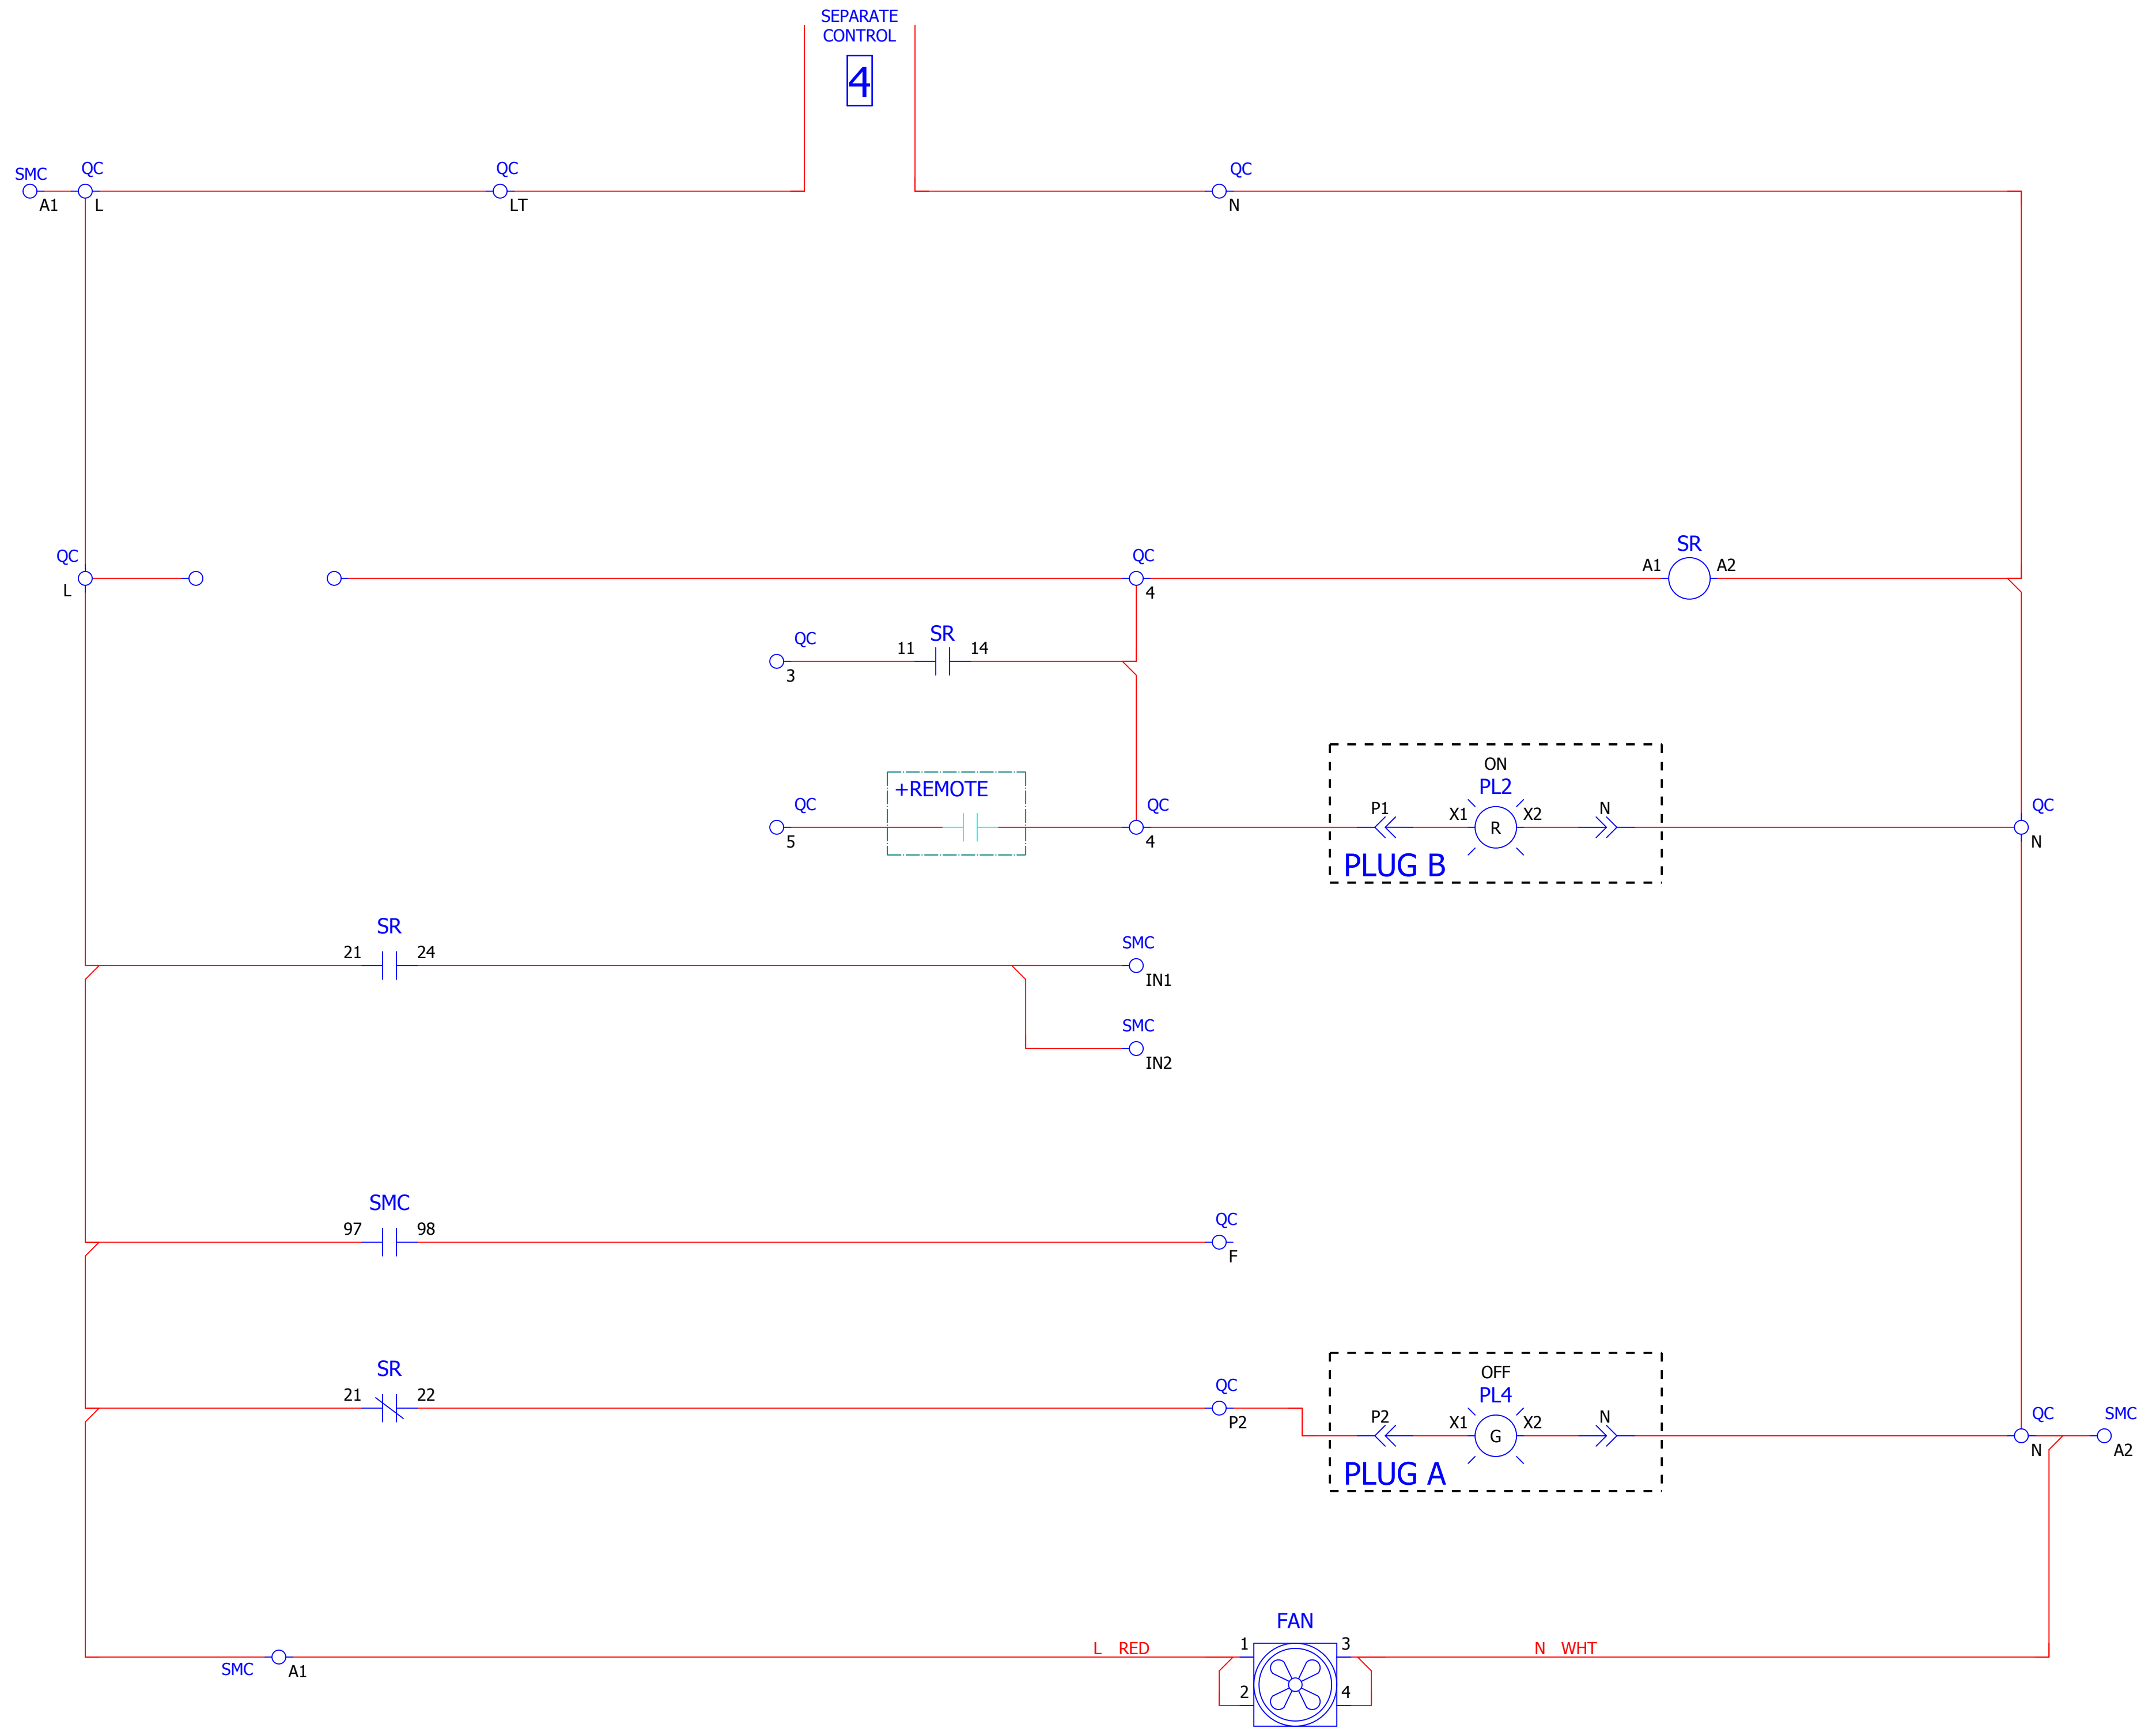 SEPARATE
CONTROL
4
SMC
A1
QC
L
QC
LT
QC
N
QC
L
QC
4
SR
A1
A2
QC
3
SR
11
14
QC
5
+REMOTE
QC
4
ON
PL2
P1
X1
R
X2
N
PLUG B
QC
N
SR
21
24
SMC
IN1
SMC
IN2
SMC
97
98
QC
F
SR
21
22
QC
P2
OFF
PL4
P2
X1
G
X2
N
PLUG A
QC
N
SMC
A2
SMC
A1
L RED
FAN
1
2
3
4
N WHT